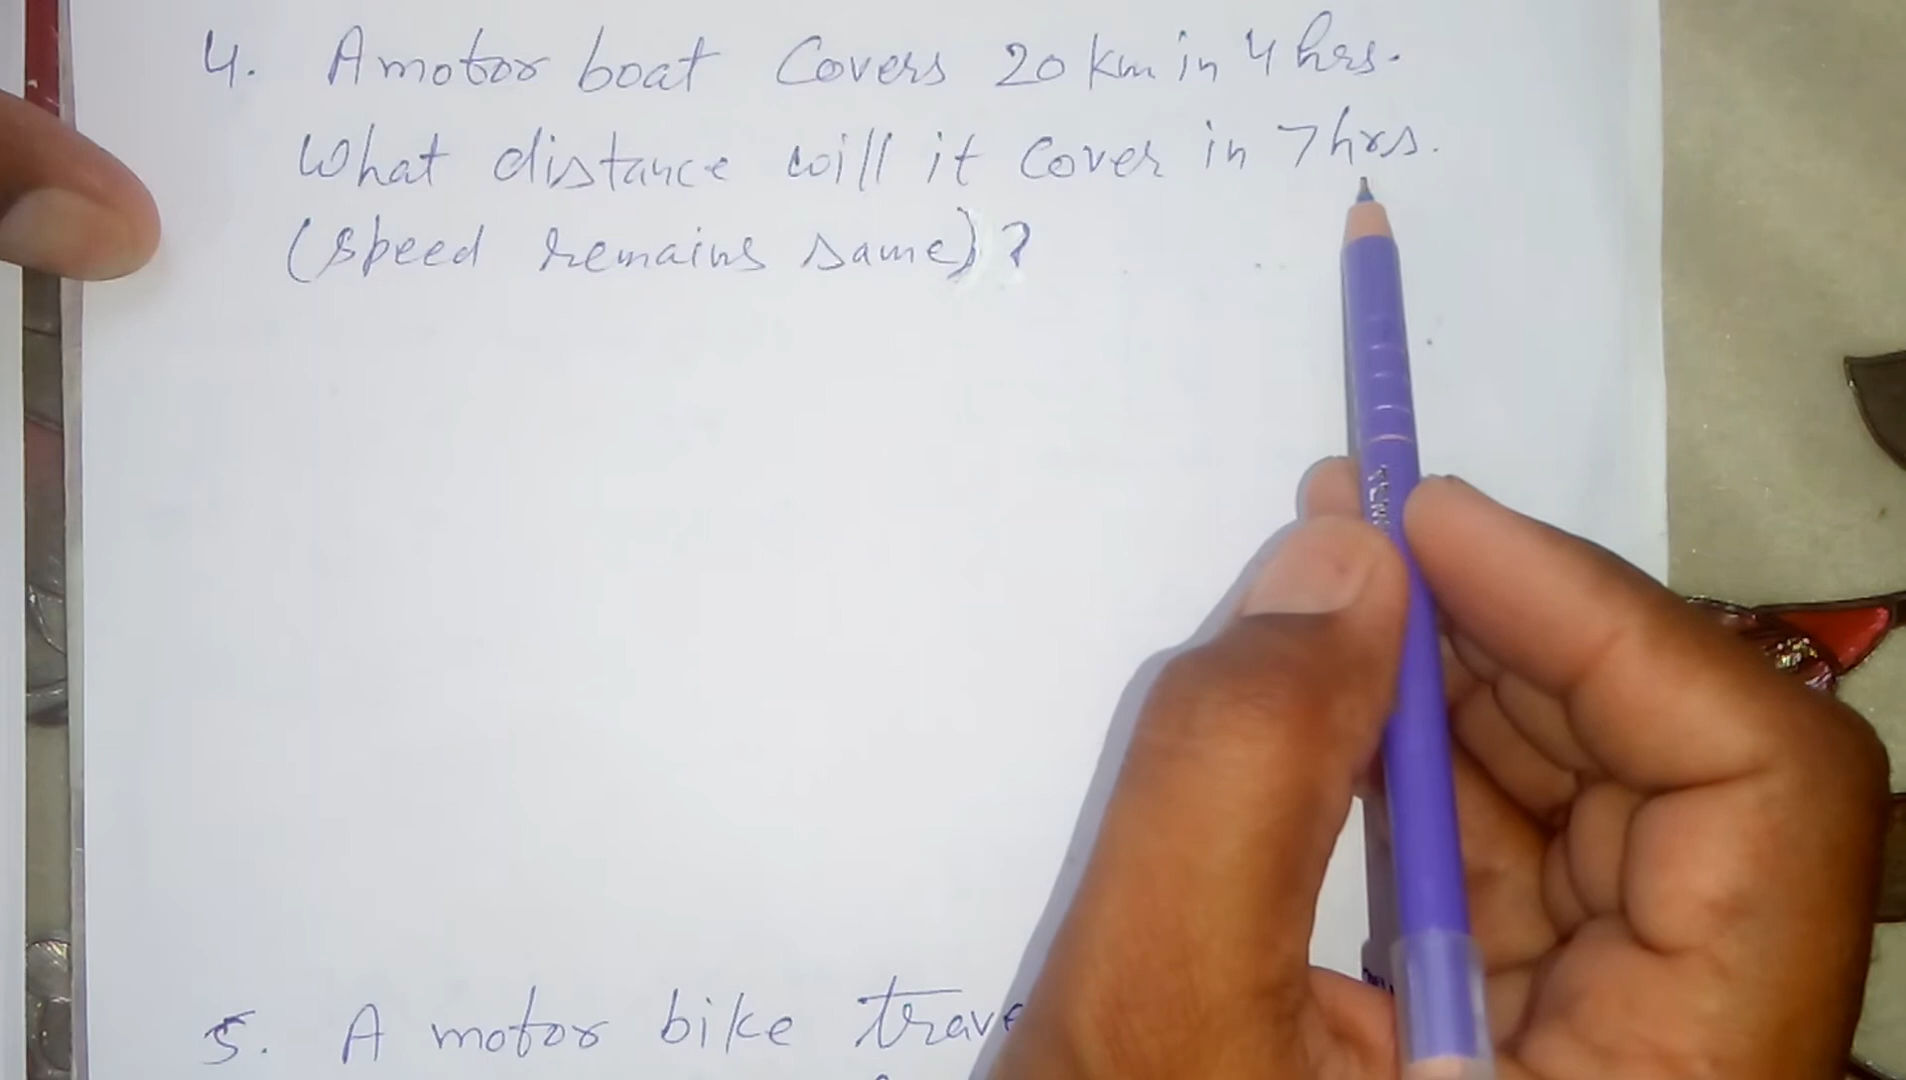 4. A motor boat Covers 20 km in 4 hrs.
What distance will it cover in 7 hrs.
(speed remains same)?
5. A motor bike